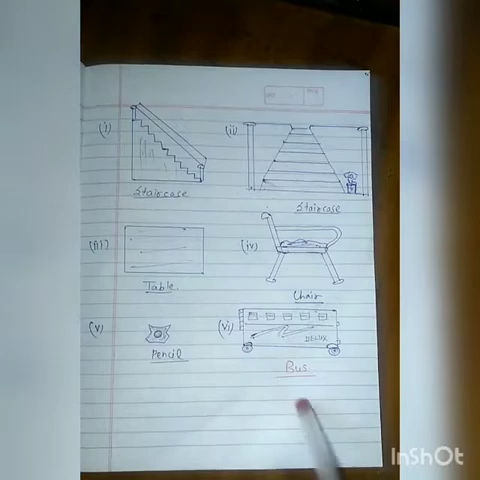 (i)
Staircase
(ii)
Staircase
(iii)
Table.
(iv)
Chair
(v)
Pencil
(vi)
DELUX
Bus
InShOt